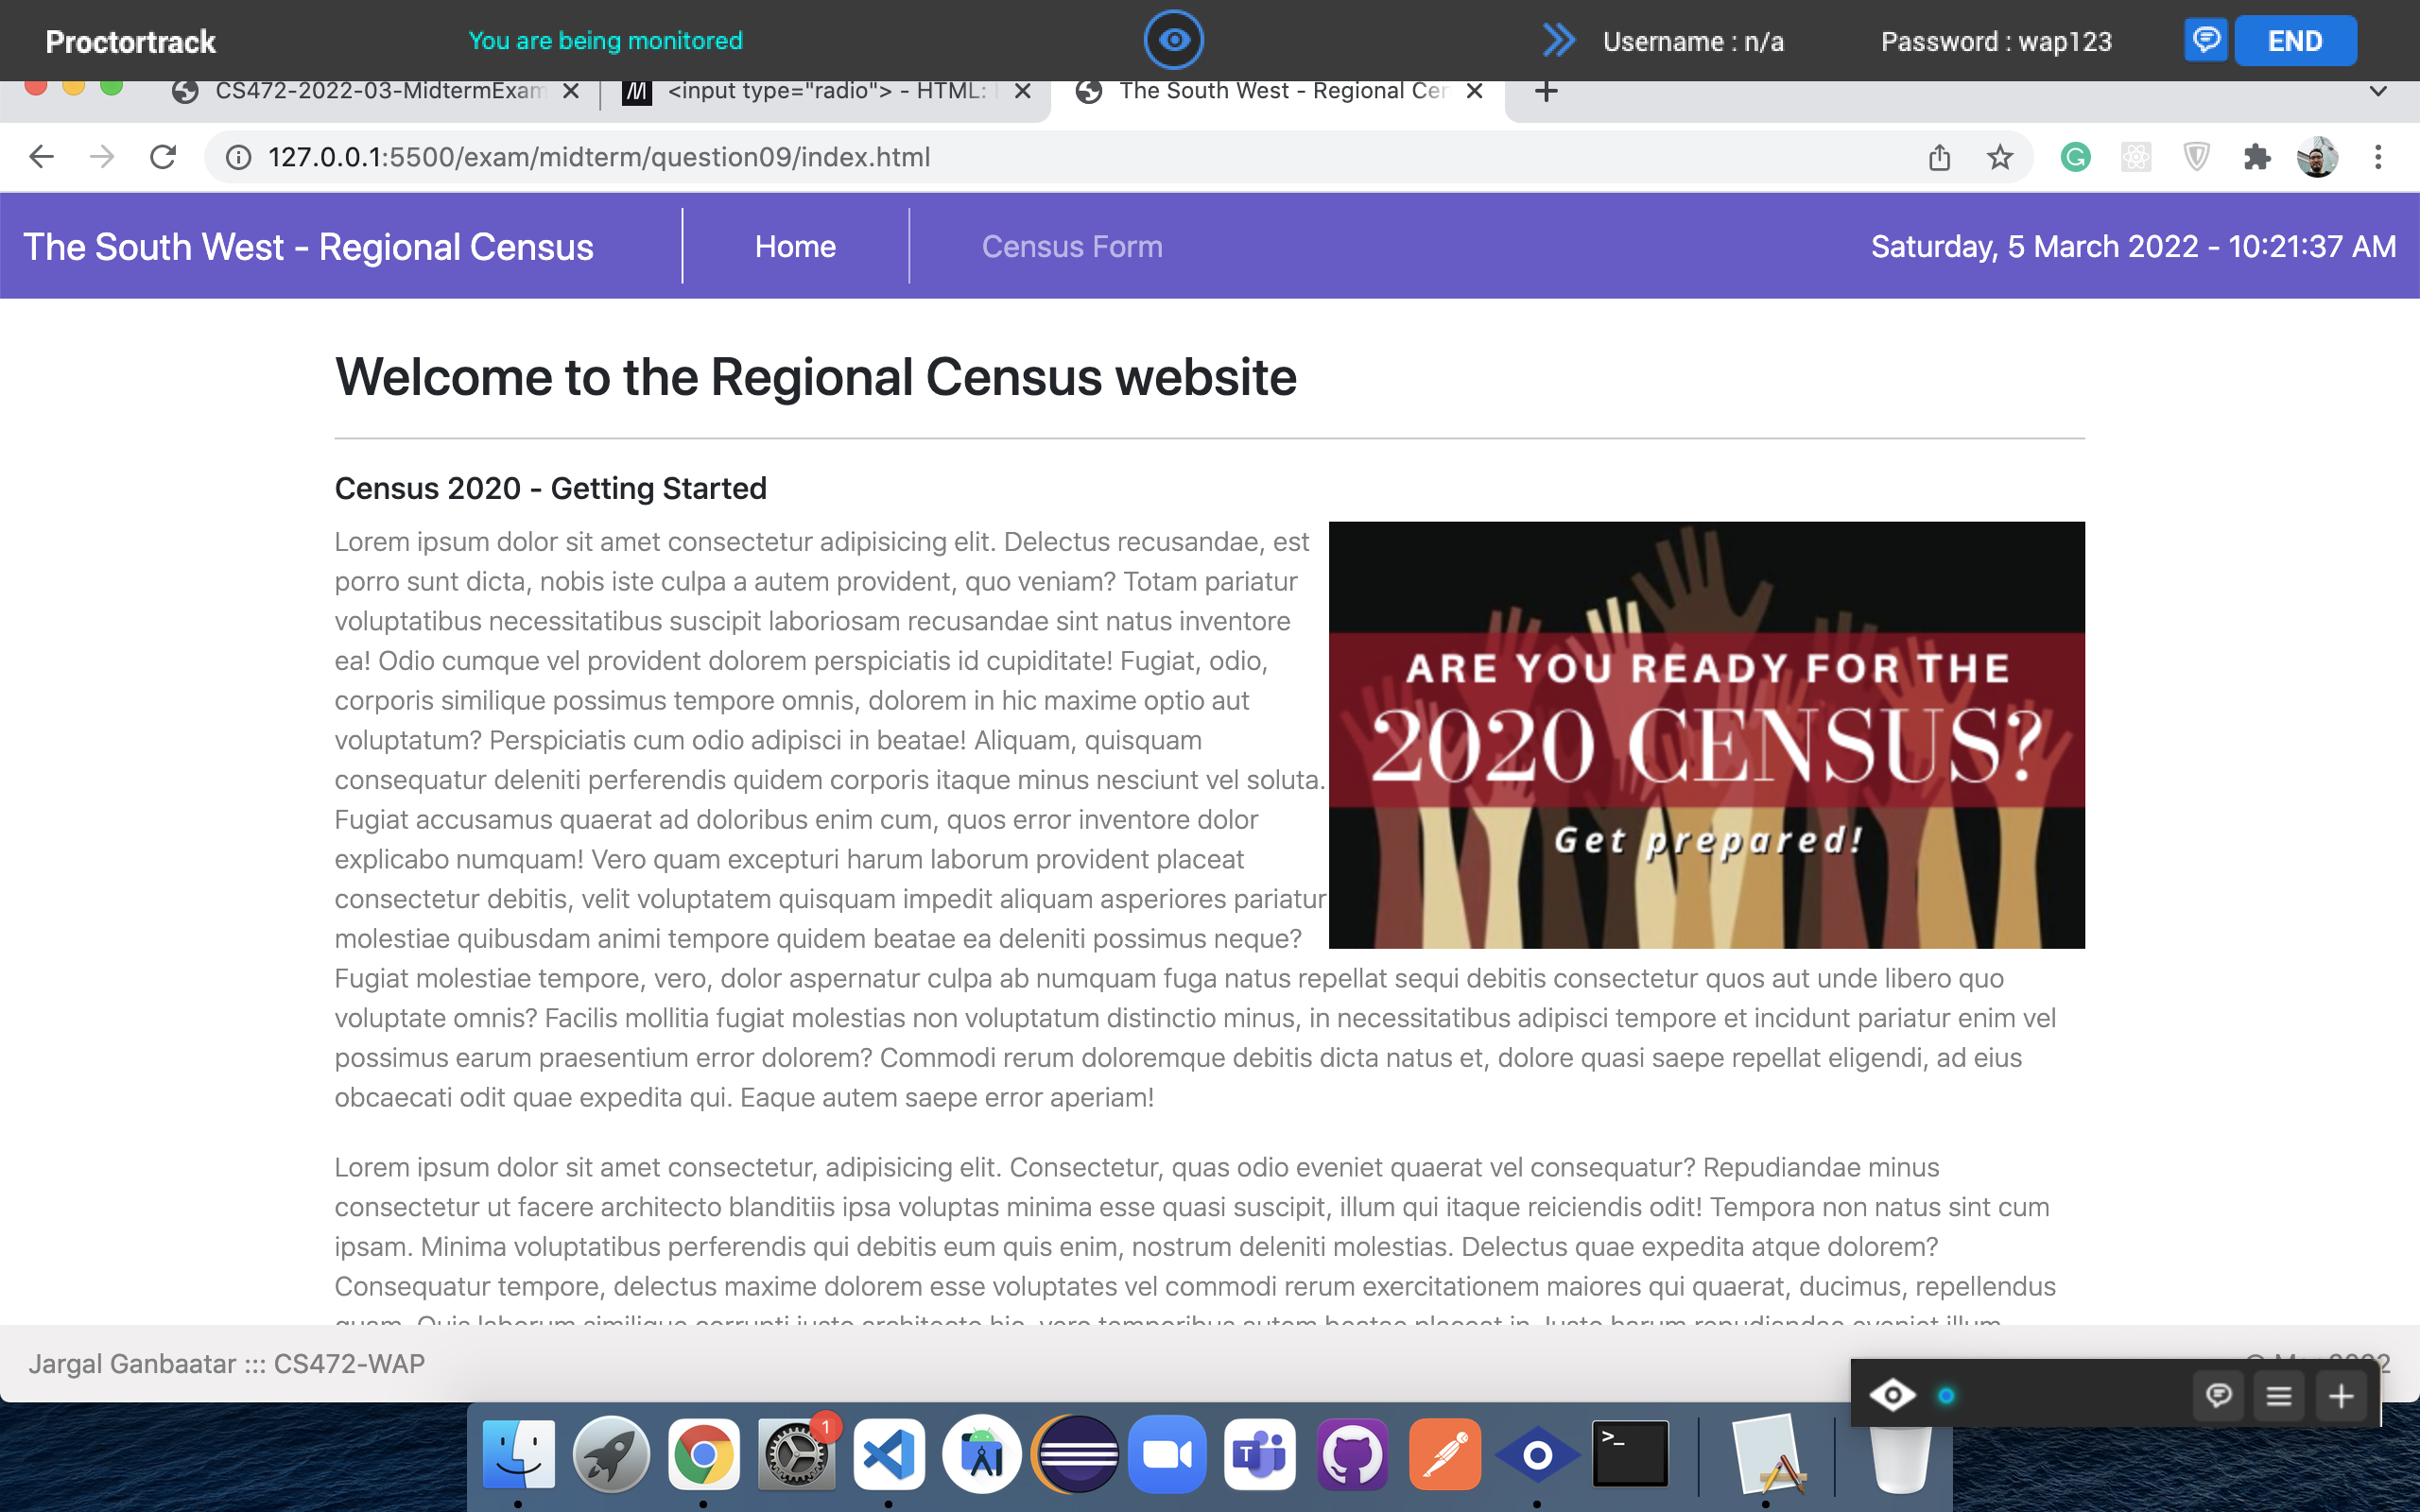 Proctortrack
You are being monitored
Username : n/a
Password : wap123
END
CS472-2022-03-MidtermExam
<input type="radio"> - HTML:
The South West - Regional Cen
127.0.0.1:5500/exam/midterm/question09/index.html
The South West - Regional Census
Home
Census Form
Saturday, 5 March 2022 - 10:21:37 AM
Welcome to the Regional Census website
Census 2020 - Getting Started
Lorem ipsum dolor sit amet consectetur adipisicing elit. Delectus recusandae, est
porro sunt dicta, nobis iste culpa a autem provident, quo veniam? Totam pariatur
voluptatibus necessitatibus suscipit laboriosam recusandae sint natus inventore
ea! Odio cumque vel provident dolorem perspiciatis id cupiditate! Fugiat, odio,
corporis similique possimus tempore omnis, dolorem in hic maxime optio aut
voluptatum? Perspiciatis cum odio adipisci in beatae! Aliquam, quisquam
consequatur deleniti perferendis quidem corporis itaque minus nesciunt vel soluta.
Fugiat accusamus quaerat ad doloribus enim cum, quos error inventore dolor
explicabo numquam! Vero quam excepturi harum laborum provident placeat
consectetur debitis, velit voluptatem quisquam impedit aliquam asperiores pariatur
molestiae quibusdam animi tempore quidem beatae ea deleniti possimus neque?
Fugiat molestiae tempore, vero, dolor aspernatur culpa ab numquam fuga natus repellat sequi debitis consectetur quos aut unde libero quo
voluptate omnis? Facilis mollitia fugiat molestias non voluptatum distinctio minus, in necessitatibus adipisci tempore et incidunt pariatur enim vel
possimus earum praesentium error dolorem? Commodi rerum doloremque debitis dicta natus et, dolore quasi saepe repellat eligendi, ad eius
obcaecati odit quae expedita qui. Eaque autem saepe error aperiam!
ARE YOU READY FOR THE
2020 CENSUS?
Get prepared!
Lorem ipsum dolor sit amet consectetur, adipisicing elit. Consectetur, quas odio eveniet quaerat vel consequatur? Repudiandae minus
consectetur ut facere architecto blanditiis ipsa voluptas minima esse quasi suscipit, illum qui itaque reiciendis odit! Tempora non natus sint cum
ipsam. Minima voluptatibus perferendis qui debitis eum quis enim, nostrum deleniti molestias. Delectus quae expedita atque dolorem?
Consequatur tempore, delectus maxime dolorem esse voluptates vel commodi rerum exercitationem maiores qui quaerat, ducimus, repellendus
Jargal Ganbaatar ::: CS472-WAP
1